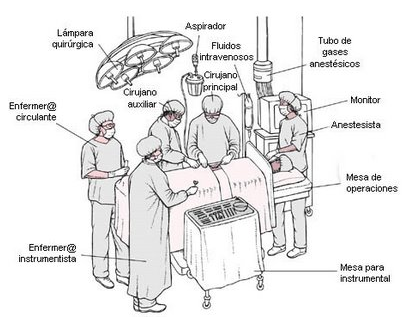 Lámpara
quirúrgica
Aspirador
Fluidos
intravenosos
Tubo de
gases
anestésicos
Cirujano
auxiliar
Cirujano
principal
Monitor
Enfermer@
circulante
Anestesista
Mesa de
operaciones
Enfermer@
instrumentista
Mesa para
instrumental